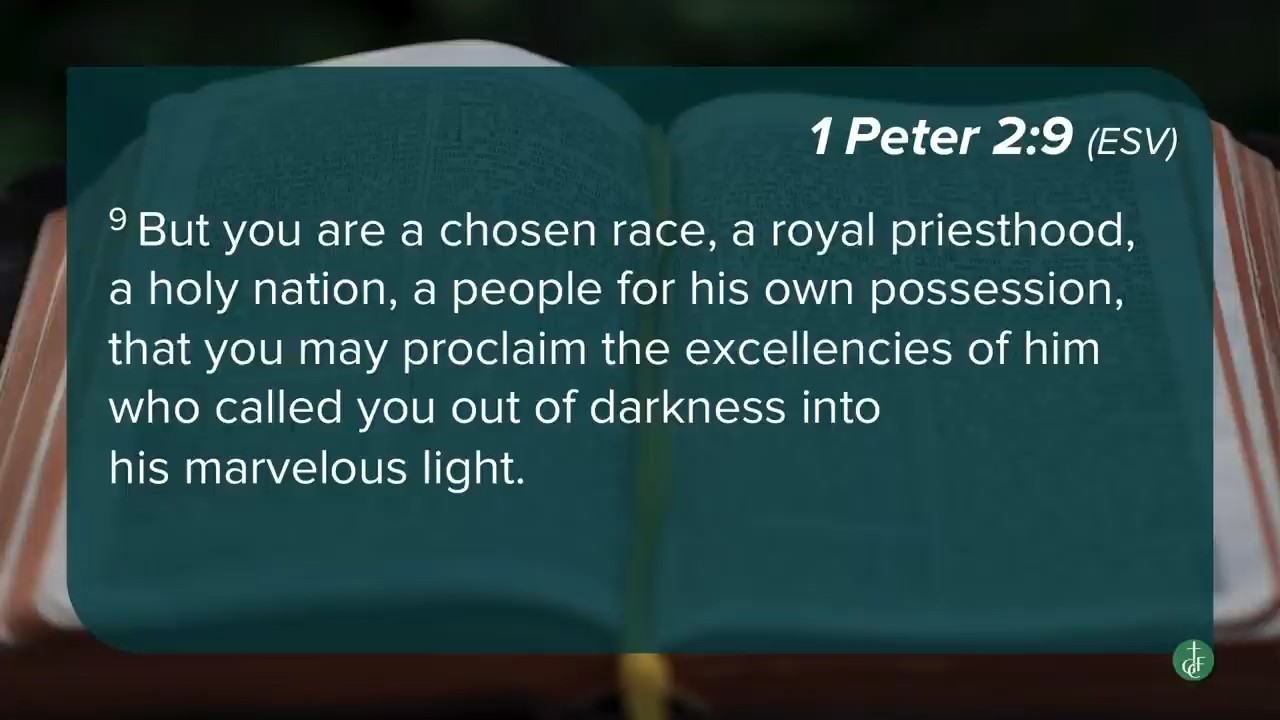 1 Peter 2:9 (ESV)
9 But you are a chosen race, a royal priesthood,
a holy nation, a people for his own possession,
that you may proclaim the excellencies of him
who called you out of darkness into
his marvelous light.